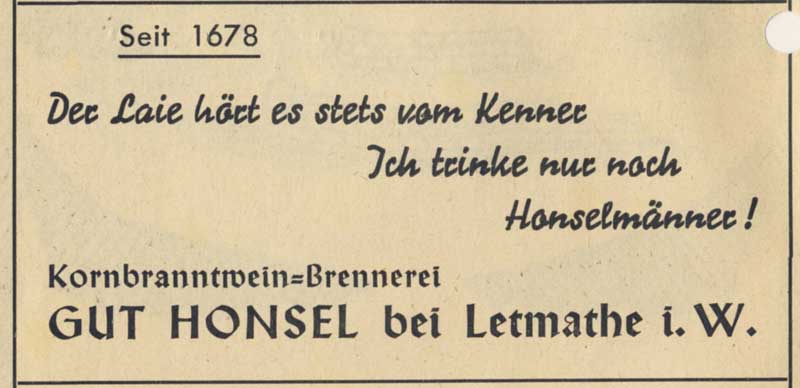 Seit 1678
Der Laie hört es stets vom Kenner
Ich trinke nur noch
Honselmänner!
Kornbranntwein=Brennerei
GUT HONSEL bei Letmathe i. W.